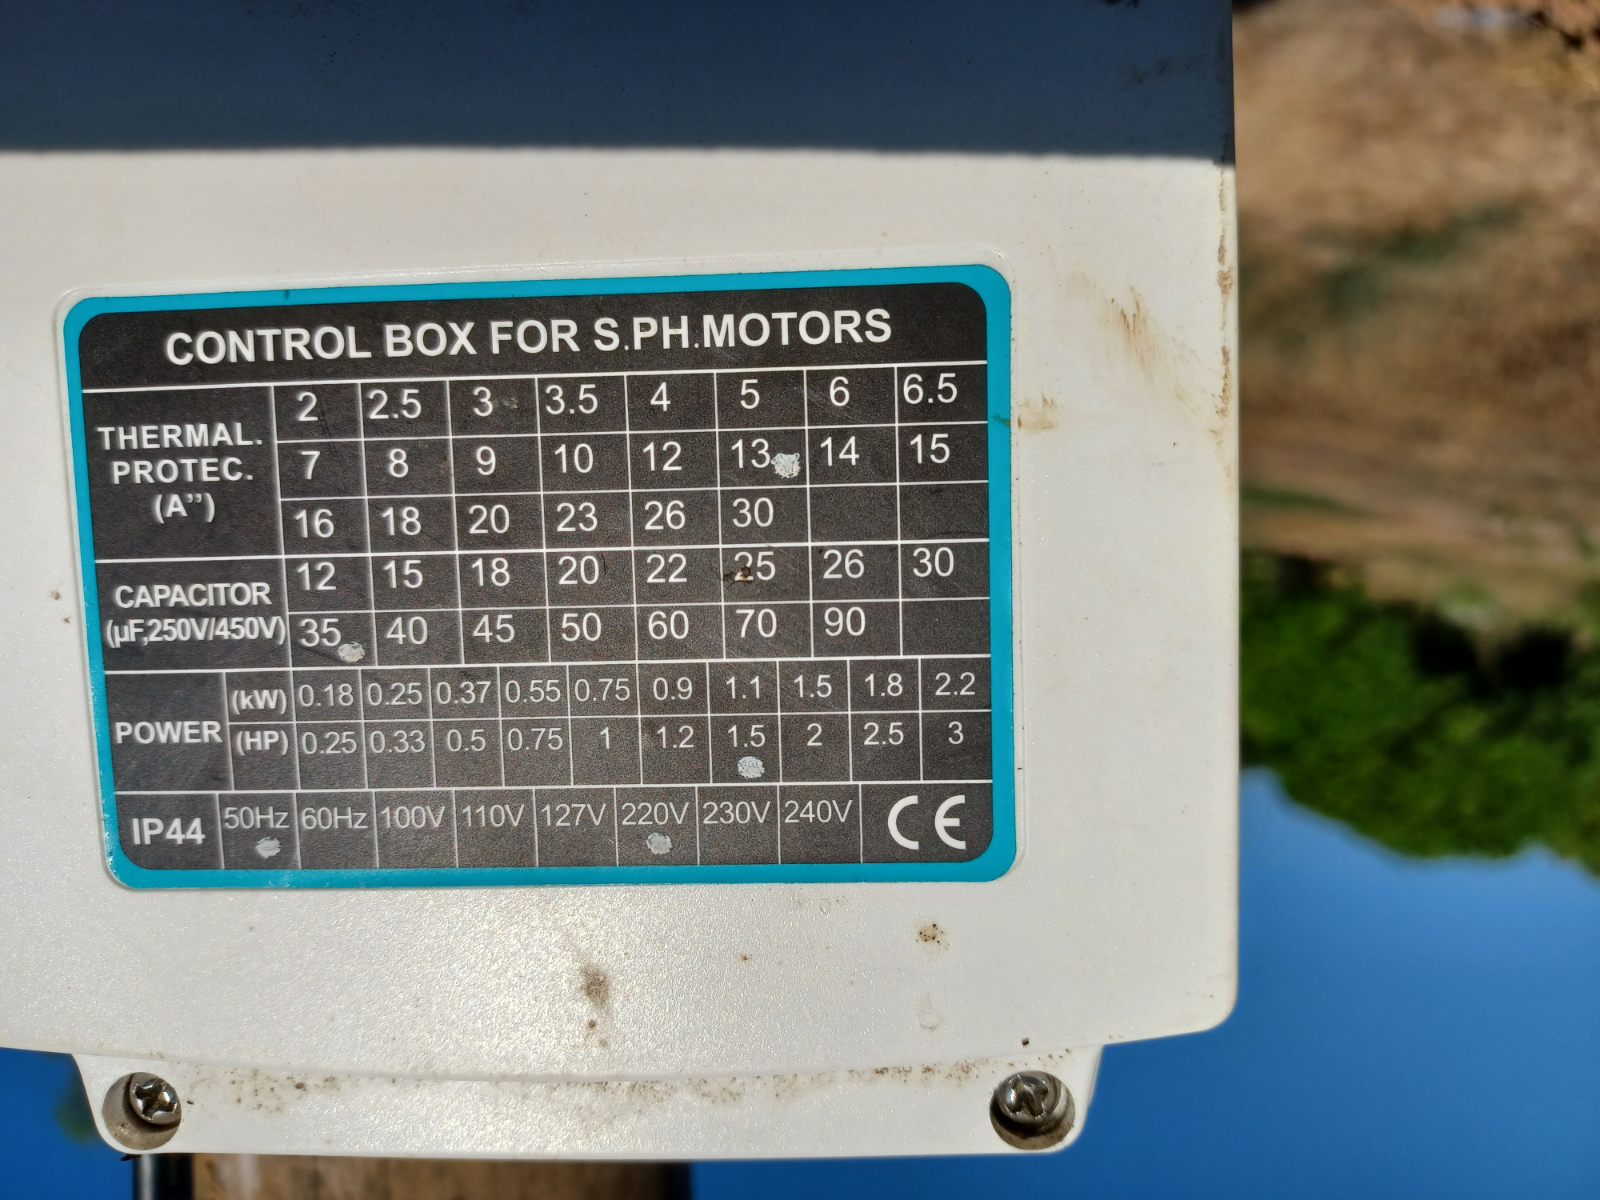 CONTROL BOX FOR S.PH.MOTORS
THERMAL. PROTEC. (A”)
2 2.5 3 3.5 4 5 6 6.5
7 8 9 10 12 13 14 15
16 18 20 23 26 30
CAPACITOR (µF,250V/450V)
12 15 18 20 22 25 26 30
35 40 45 50 60 70 90
POWER
(kW) 0.18 0.25 0.37 0.55 0.75 0.9 1.1 1.5 1.8 2.2
(HP) 0.25 0.33 0.5 0.75 1 1.2 1.5 2 2.5 3
IP44 50Hz 60Hz 100V 110V 127V 220V 230V 240V CE